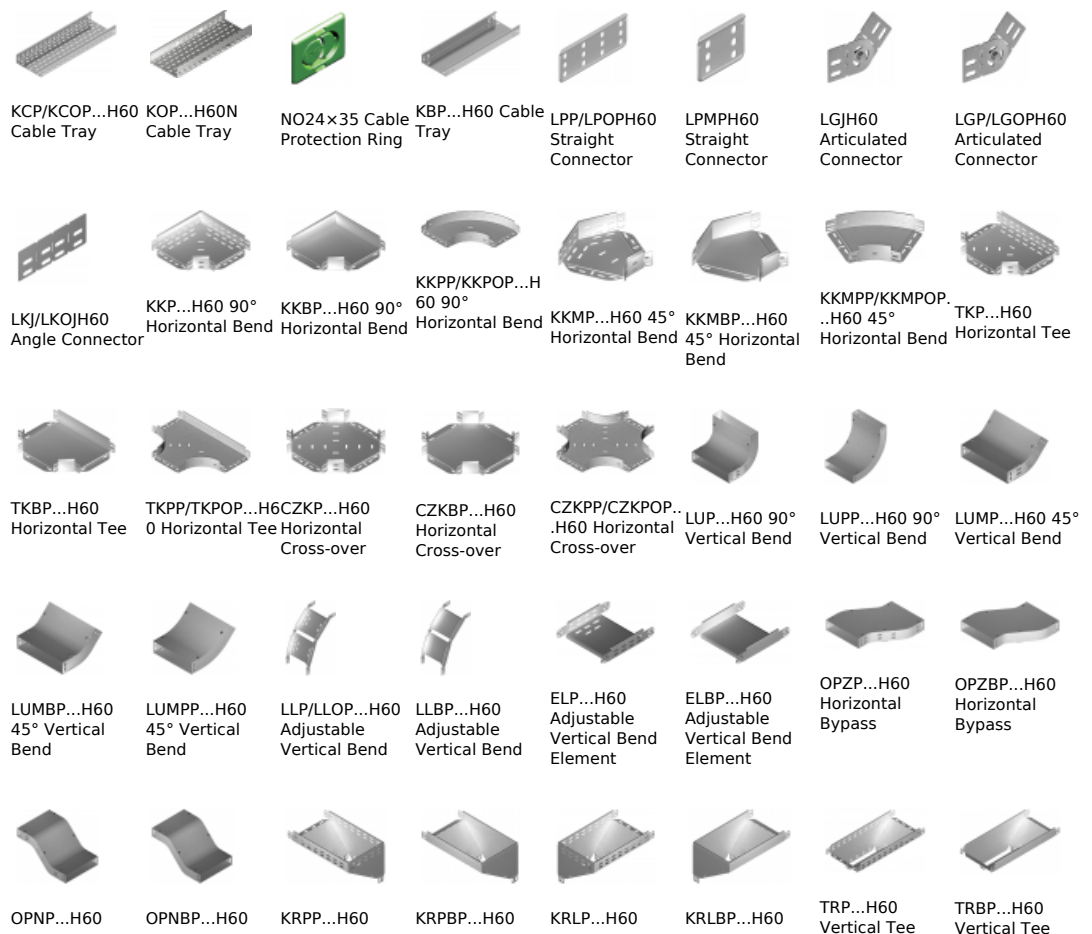 KCP/KCOP...H60
Cable Tray
KOP...H60N
Cable Tray
NO24×35 Cable
Protection Ring
KBP...H60 Cable
Tray
LPP/LPOPH60
Straight
Connector
LPMPH60
Straight
Connector
LGJH60
Articulated
Connector
LGP/LGOPH60
Articulated
Connector
LKJ/LKOJH60
Angle Connector
KKP...H60 90°
Horizontal Bend
KKBP...H60 90°
Horizontal Bend
KKPP/KKPOP...H
60 90°
Horizontal Bend
KKMP...H60 45°
Horizontal Bend
KKMBP...H60
45° Horizontal
Bend
KKMPP/KKMPOP.
..H60 45°
Horizontal Bend
TKP...H60
Horizontal Tee
TKBP...H60
Horizontal Tee
TKPP/TKPOP...H6
0 Horizontal Tee
CZKP...H60
Horizontal
Cross-over
CZKBP...H60
Horizontal
Cross-over
CZKPP/CZKPOP..
.H60 Horizontal
Cross-over
LUP...H60 90°
Vertical Bend
LUPP...H60 90°
Vertical Bend
LUMP...H60 45°
Vertical Bend
LUMBP...H60
45° Vertical
Bend
LUMPP...H60
45° Vertical
Bend
LLP/LLOP...H60
Adjustable
Vertical Bend
LLBP...H60
Adjustable
Vertical Bend
ELP...H60
Adjustable
Vertical Bend
Element
ELBP...H60
Adjustable
Vertical Bend
Element
OPZP...H60
Horizontal
Bypass
OPZBP...H60
Horizontal
Bypass
OPNP...H60
OPNBP...H60
KRPP...H60
KRPBP...H60
KRLP...H60
KRLBP...H60
TRP...H60
Vertical Tee
TRBP...H60
Vertical Tee